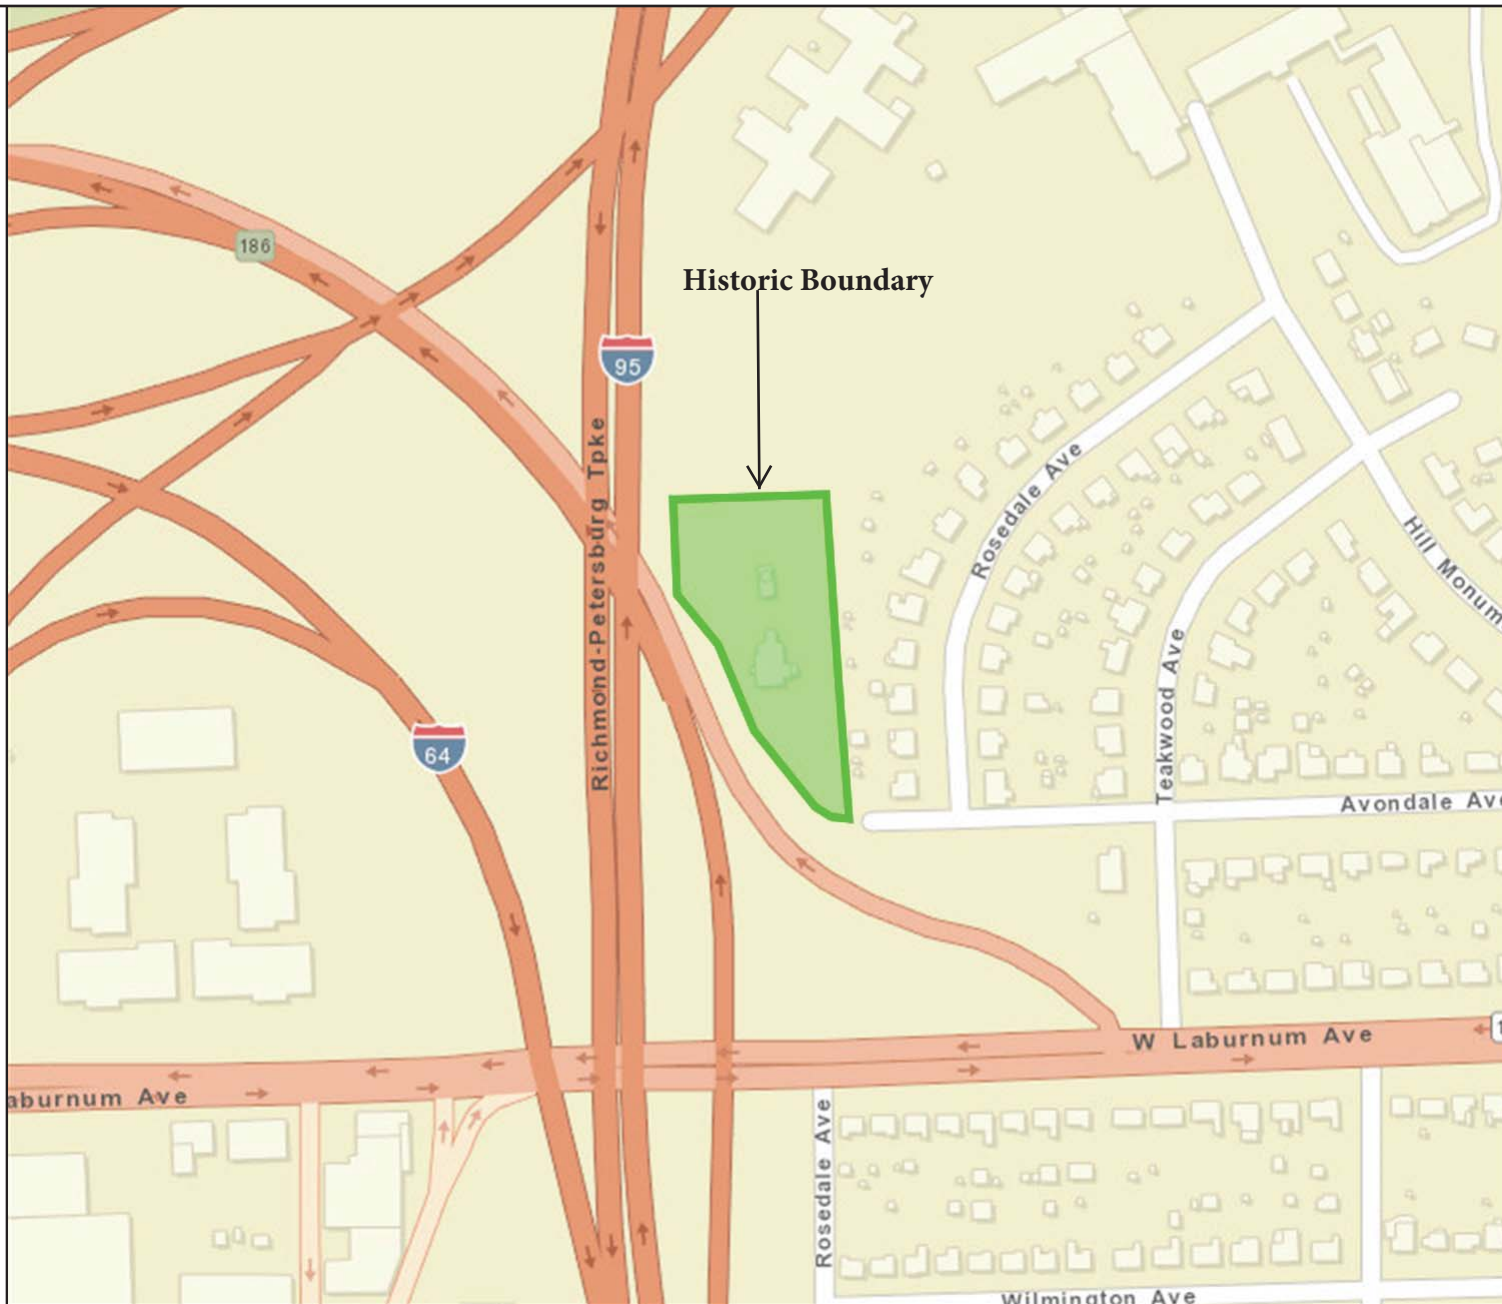 186
Historic Boundary
95
Richmond-Petersburg Tpke
Rosedale Ave
Hill Monum
Teakwood Ave
64
Avondale Ave
W Laburnum Ave
1
aburnum Ave
Rosedale Ave
Wilmington Ave